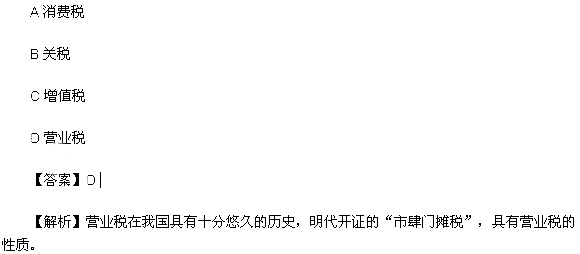 A 消费税
B 关税
C 增值税
D 营业税
【答案】D
【解析】营业税在我国具有十分悠久的历史，明代开证的“市肆门摊税”，具有营业税的
性质。